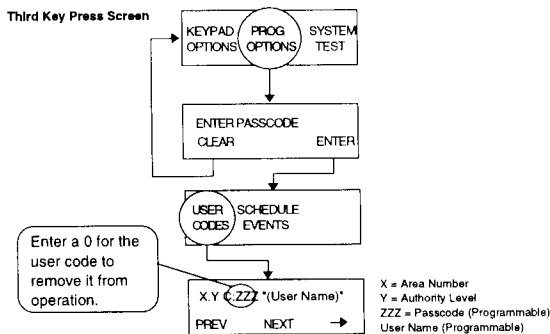 Third Key Press Screen
KEYPAD PROG SYSTEM
OPTIONS OPTIONS TEST
ENTER PASSCODE
CLEAR ENTER
USER SCHEDULE
CODES EVENTS
Enter a 0 for the
user code to
remove it from
operation.
X.Y C:ZZZ "(User Name)"
PREV NEXT →
X = Area Number
Y = Authority Level
ZZZ = Passcode (Programmable)
User Name (Programmable)